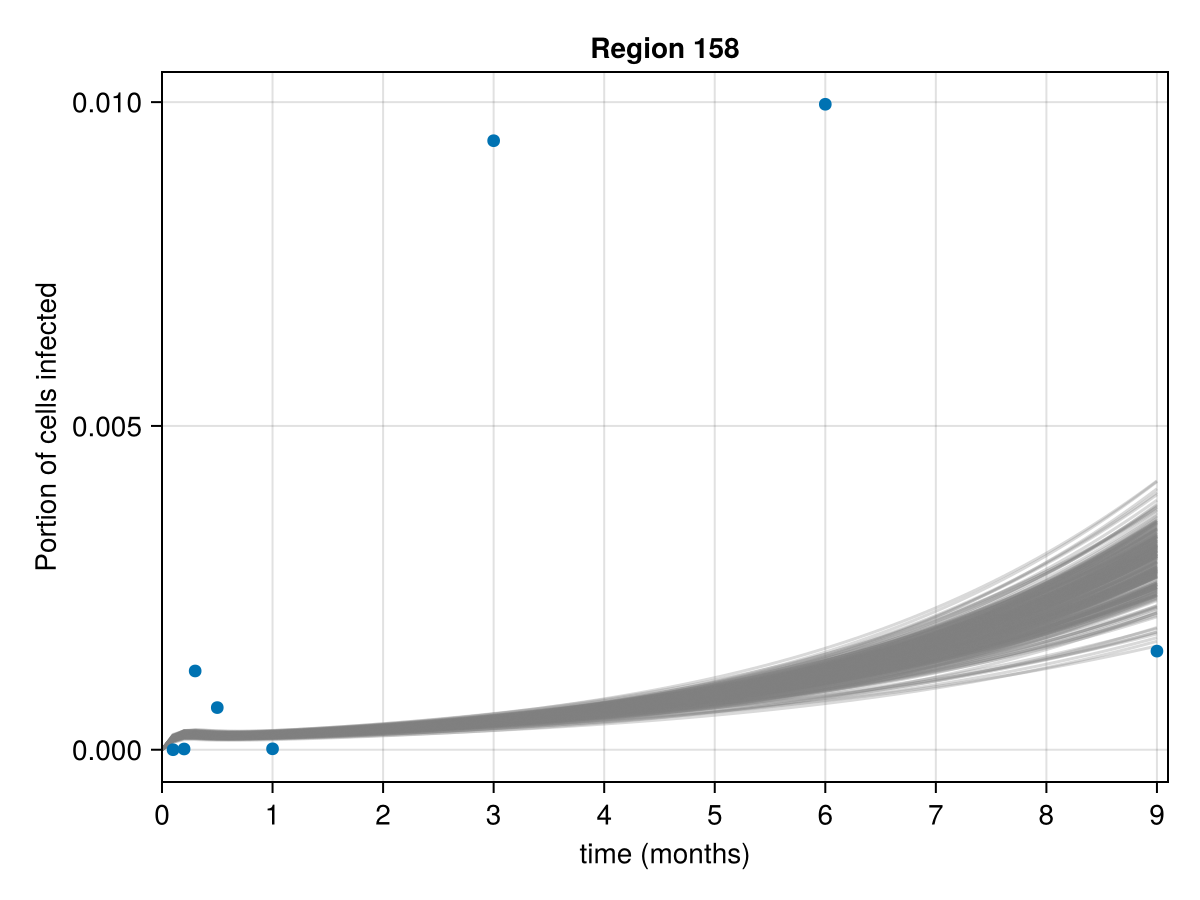 Region 158
Portion of cells infected
0.010
0.005
0.000
0 1 2 3 4 5 6 7 8 9
time (months)